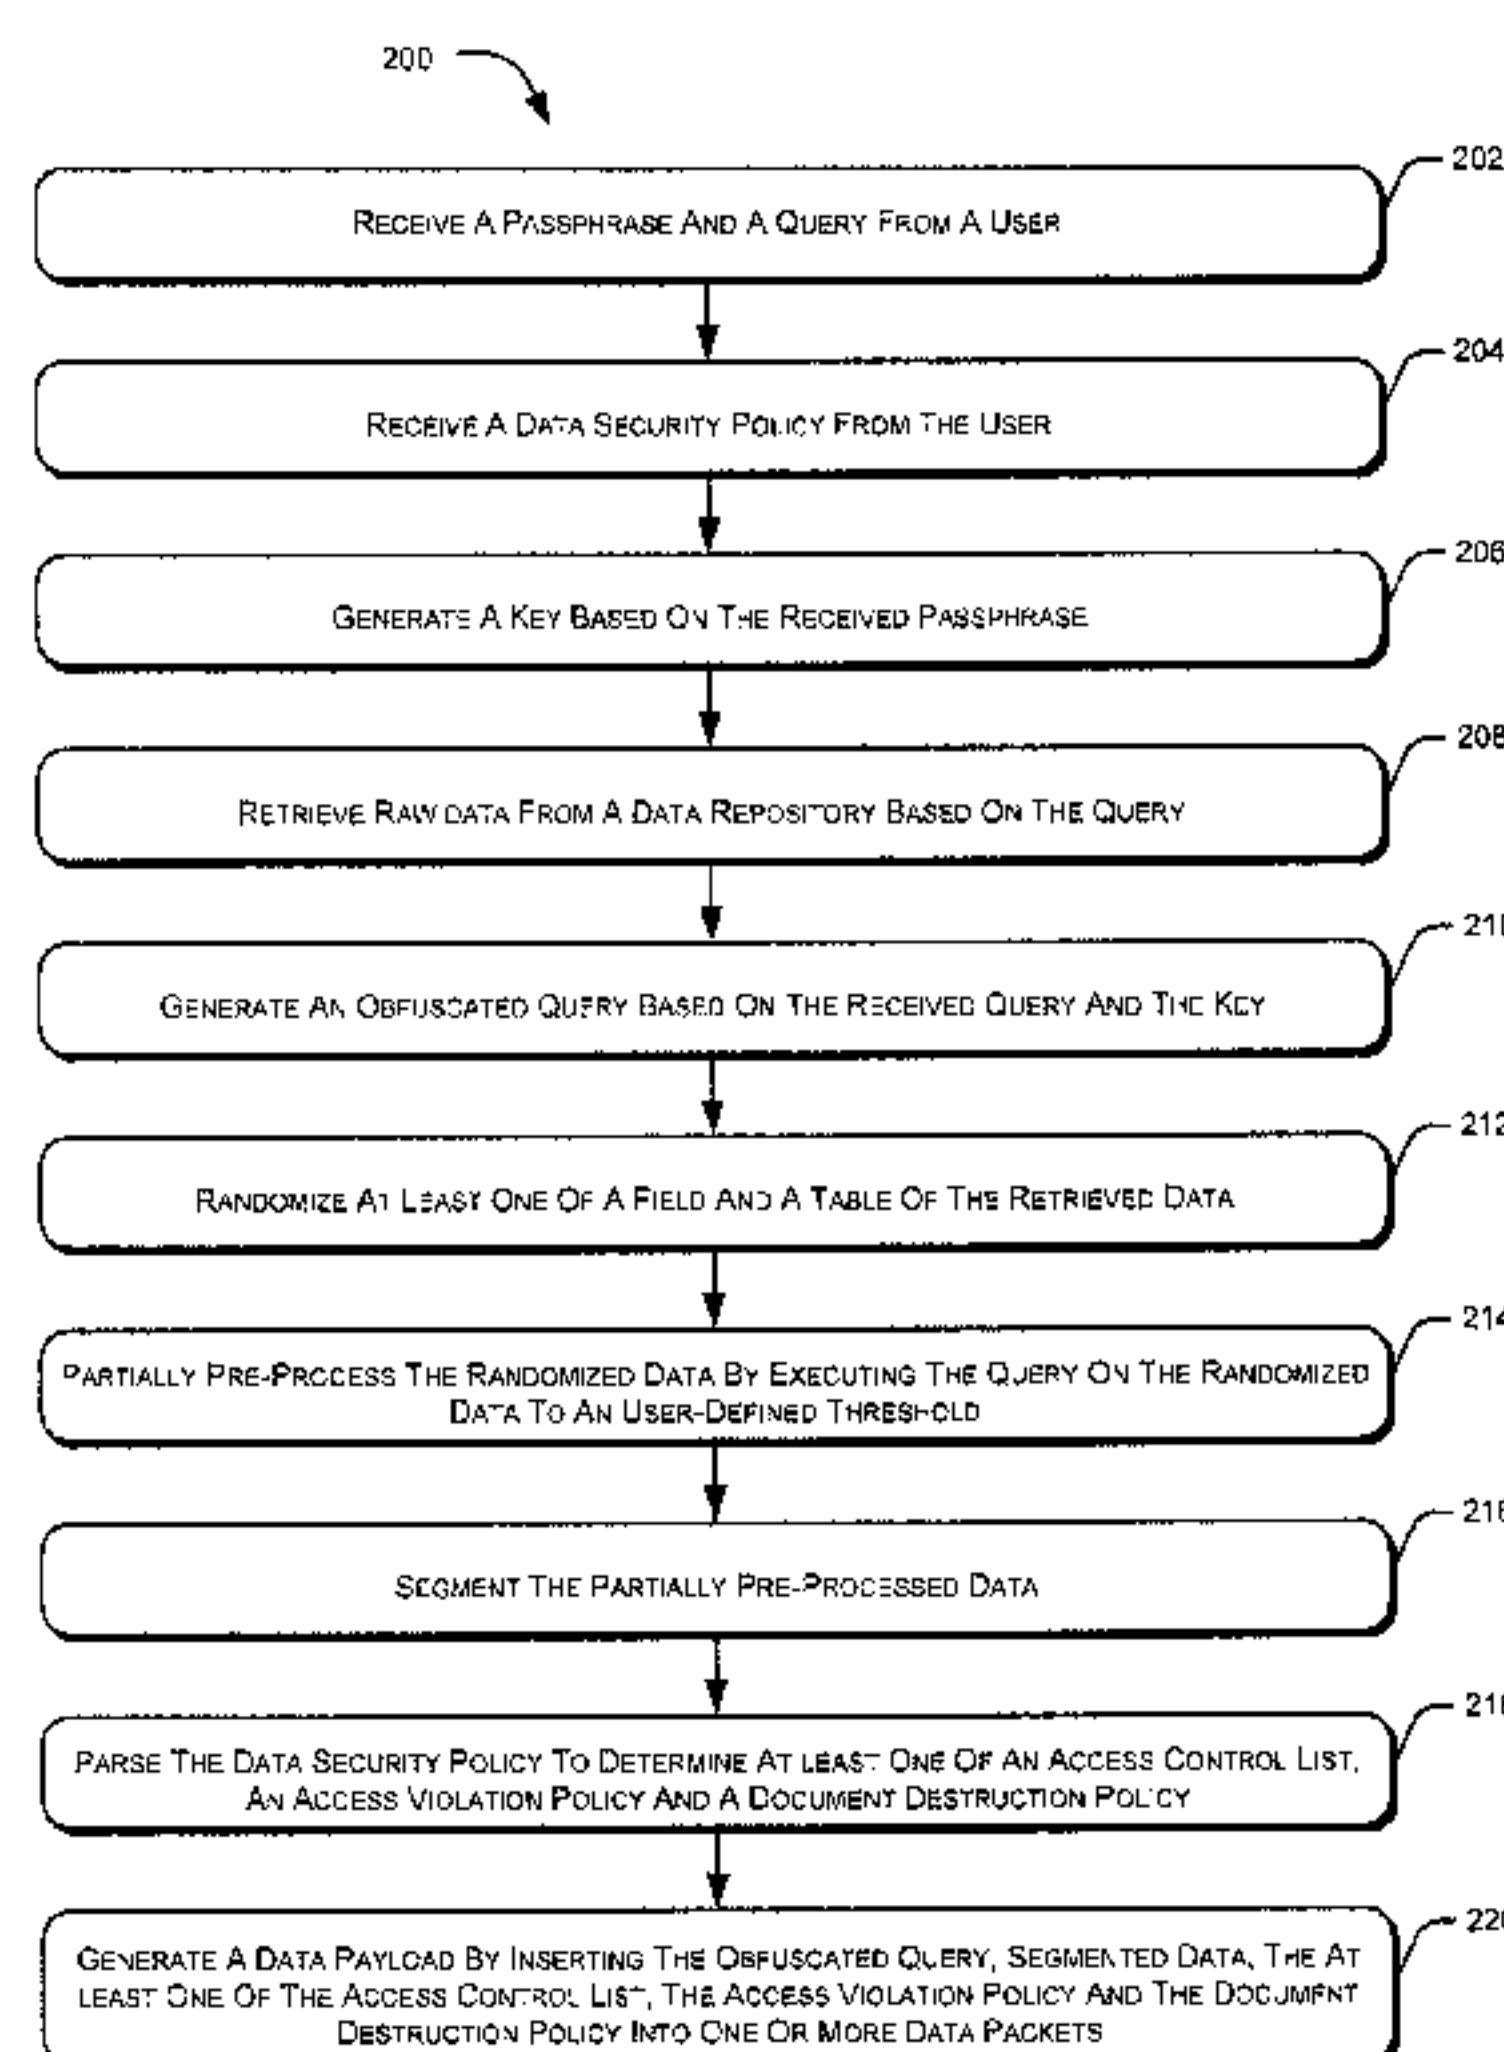 200
202
RECEIVE A PASSPHRASE AND A QUERY FROM A USER
204
RECEIVE A DATA SECURITY POLICY FROM THE USER
206
GENERATE A KEY BASED ON THE RECEIVED PASSPHRASE
208
RETRIEVE RAW DATA FROM A DATA REPOSITORY BASED ON THE QUERY
210
GENERATE AN OBFUSCATED QUERY BASED ON THE RECEIVED QUERY AND THE KEY
212
RANDOMIZE AT LEAST ONE OF A FIELD AND A TABLE OF THE RETRIEVED DATA
214
PARTIALLY PRE-PROCESS THE RANDOMIZED DATA BY EXECUTING THE QUERY ON THE RANDOMIZED
DATA TO AN USER-DEFINED THRESHOLD
216
SEGMENT THE PARTIALLY PRE-PROCESSED DATA
218
PARSE THE DATA SECURITY POLICY TO DETERMINE AT LEAST ONE OF AN ACCESS CONTROL LIST,
AN ACCESS VIOLATION POLICY AND A DOCUMENT DESTRUCTION POLICY
220
GENERATE A DATA PAYLOAD BY INSERTING THE OBFUSCATED QUERY, SEGMENTED DATA, THE AT
LEAST ONE OF THE ACCESS CONTROL LIST, THE ACCESS VIOLATION POLICY AND THE DOCUMENT
DESTRUCTION POLICY INTO ONE OR MORE DATA PACKETS